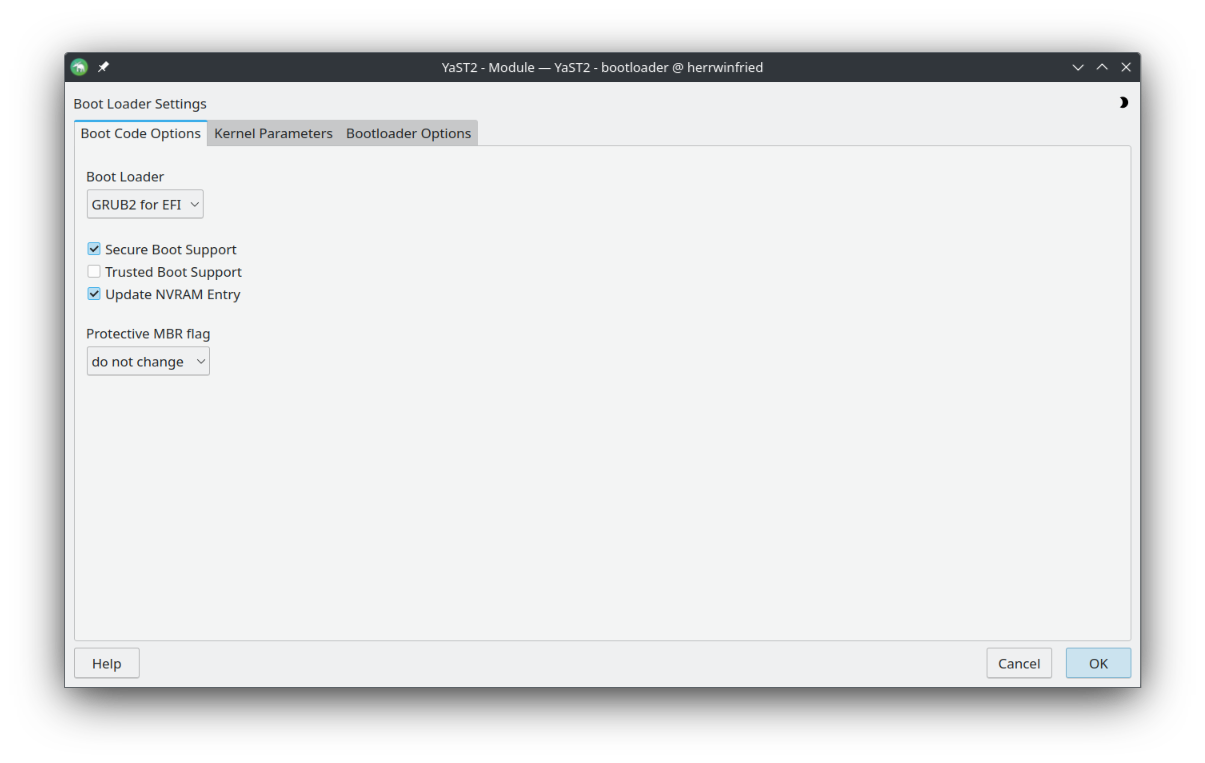 YaST2 - Module — YaST2 - bootloader @ herrwinfried
Boot Loader Settings
Boot Code Options Kernel Parameters Bootloader Options
Boot Loader
GRUB2 for EFI
Secure Boot Support
Trusted Boot Support
Update NVRAM Entry
Protective MBR flag
do not change
Help Cancel OK